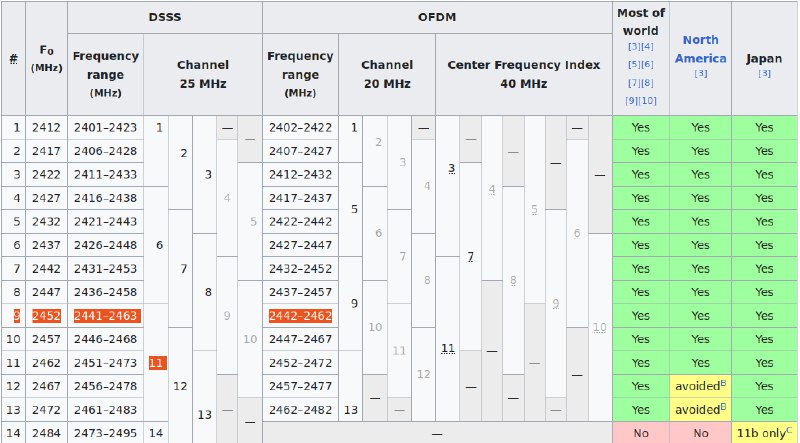 DSSS OFDM
# F₀ (MHz) Frequency range (MHz) Channel 25 MHz Frequency range (MHz) Channel 20 MHz Center Frequency Index 40 MHz Most of world [3][4] [5][6] [7][8] [9][10] North America [3] Japan [3]
1 2412 2401–2423 1 — — 2402–2422 1 2 — — — Yes Yes Yes
2 2417 2406–2428 2 2407–2427 3 3 — — Yes Yes Yes
3 2422 2411–2433 3 2412–2432 4 4 — Yes Yes Yes
4 2427 2416–2438 4 2417–2437 5 5 Yes Yes Yes
5 2432 2421–2443 5 2422–2442 6 6 Yes Yes Yes
6 2437 2426–2448 6 2427–2447 7 7 Yes Yes Yes
7 2442 2431–2453 7 2432–2452 8 8 Yes Yes Yes
8 2447 2436–2458 8 2437–2457 9 9 Yes Yes Yes
9 2452 2441–2463 9 2442–2462 10 10 Yes Yes Yes
10 2457 2446–2468 10 2447–2467 11 11 — Yes Yes Yes
11 2462 2451–2473 11 2452–2472 12 — — Yes Yes Yes
12 2467 2456–2478 12 2457–2477 — — — Yes avoidedB Yes
13 2472 2461–2483 13 — — 2462–2482 13 — — Yes avoidedB Yes
14 2484 2473–2495 14 — No No 11b onlyC